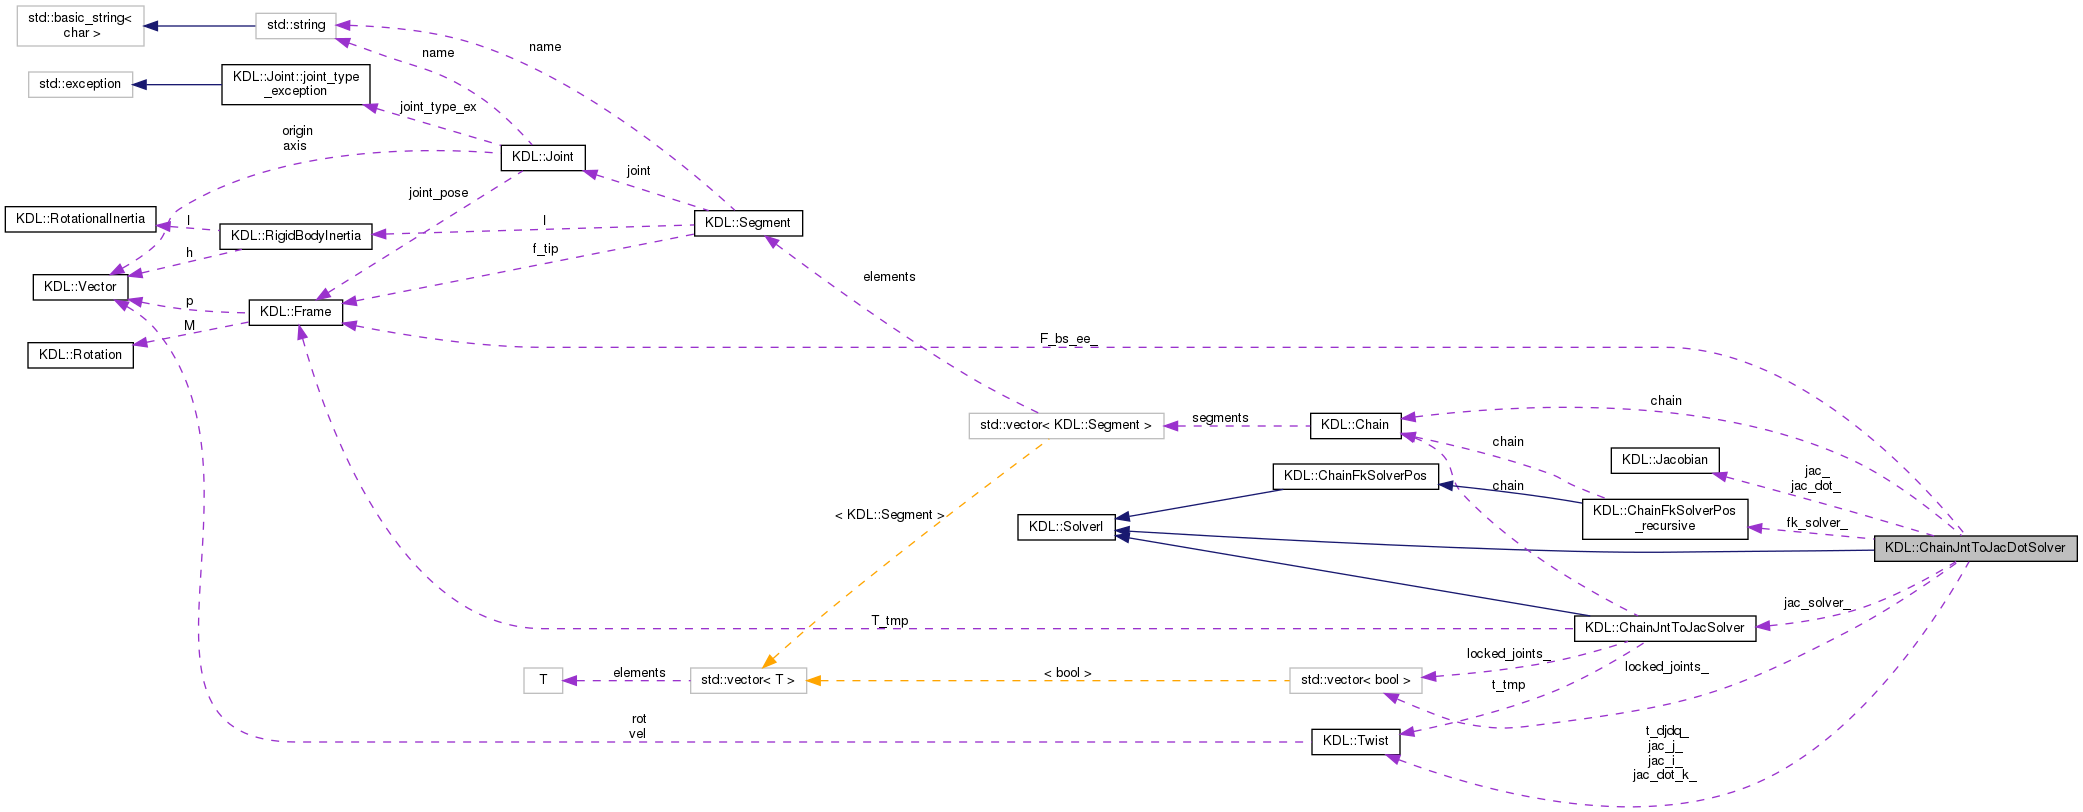 std::basic_string<
char >
std::string
name
name
std::exception
KDL::Joint::joint_type
_exception
joint_type_ex
origin
axis
KDL::Joint
joint
joint_pose
KDL::RotationalInertia
I
KDL::RigidBodyInertia
I
KDL::Segment
h
f_tip
elements
KDL::Vector
p
KDL::Frame
M
KDL::Rotation
F_bs_ee_
std::vector< KDL::Segment >
segments
KDL::Chain
chain
chain
KDL::Jacobian
jac_
jac_dot_
KDL::ChainFkSolverPos
chain
KDL::ChainFkSolverPos
_recursive
fk_solver_
< KDL::Segment >
KDL::SolverI
KDL::ChainJntToJacDotSolver
jac_solver_
T_tmp
KDL::ChainJntToJacSolver
locked_joints_
locked_joints_
T
elements
std::vector< T >
< bool >
std::vector< bool >
t_tmp
rot
vel
KDL::Twist
t_djdq_
jac_j_
jac_i_
jac_dot_k_